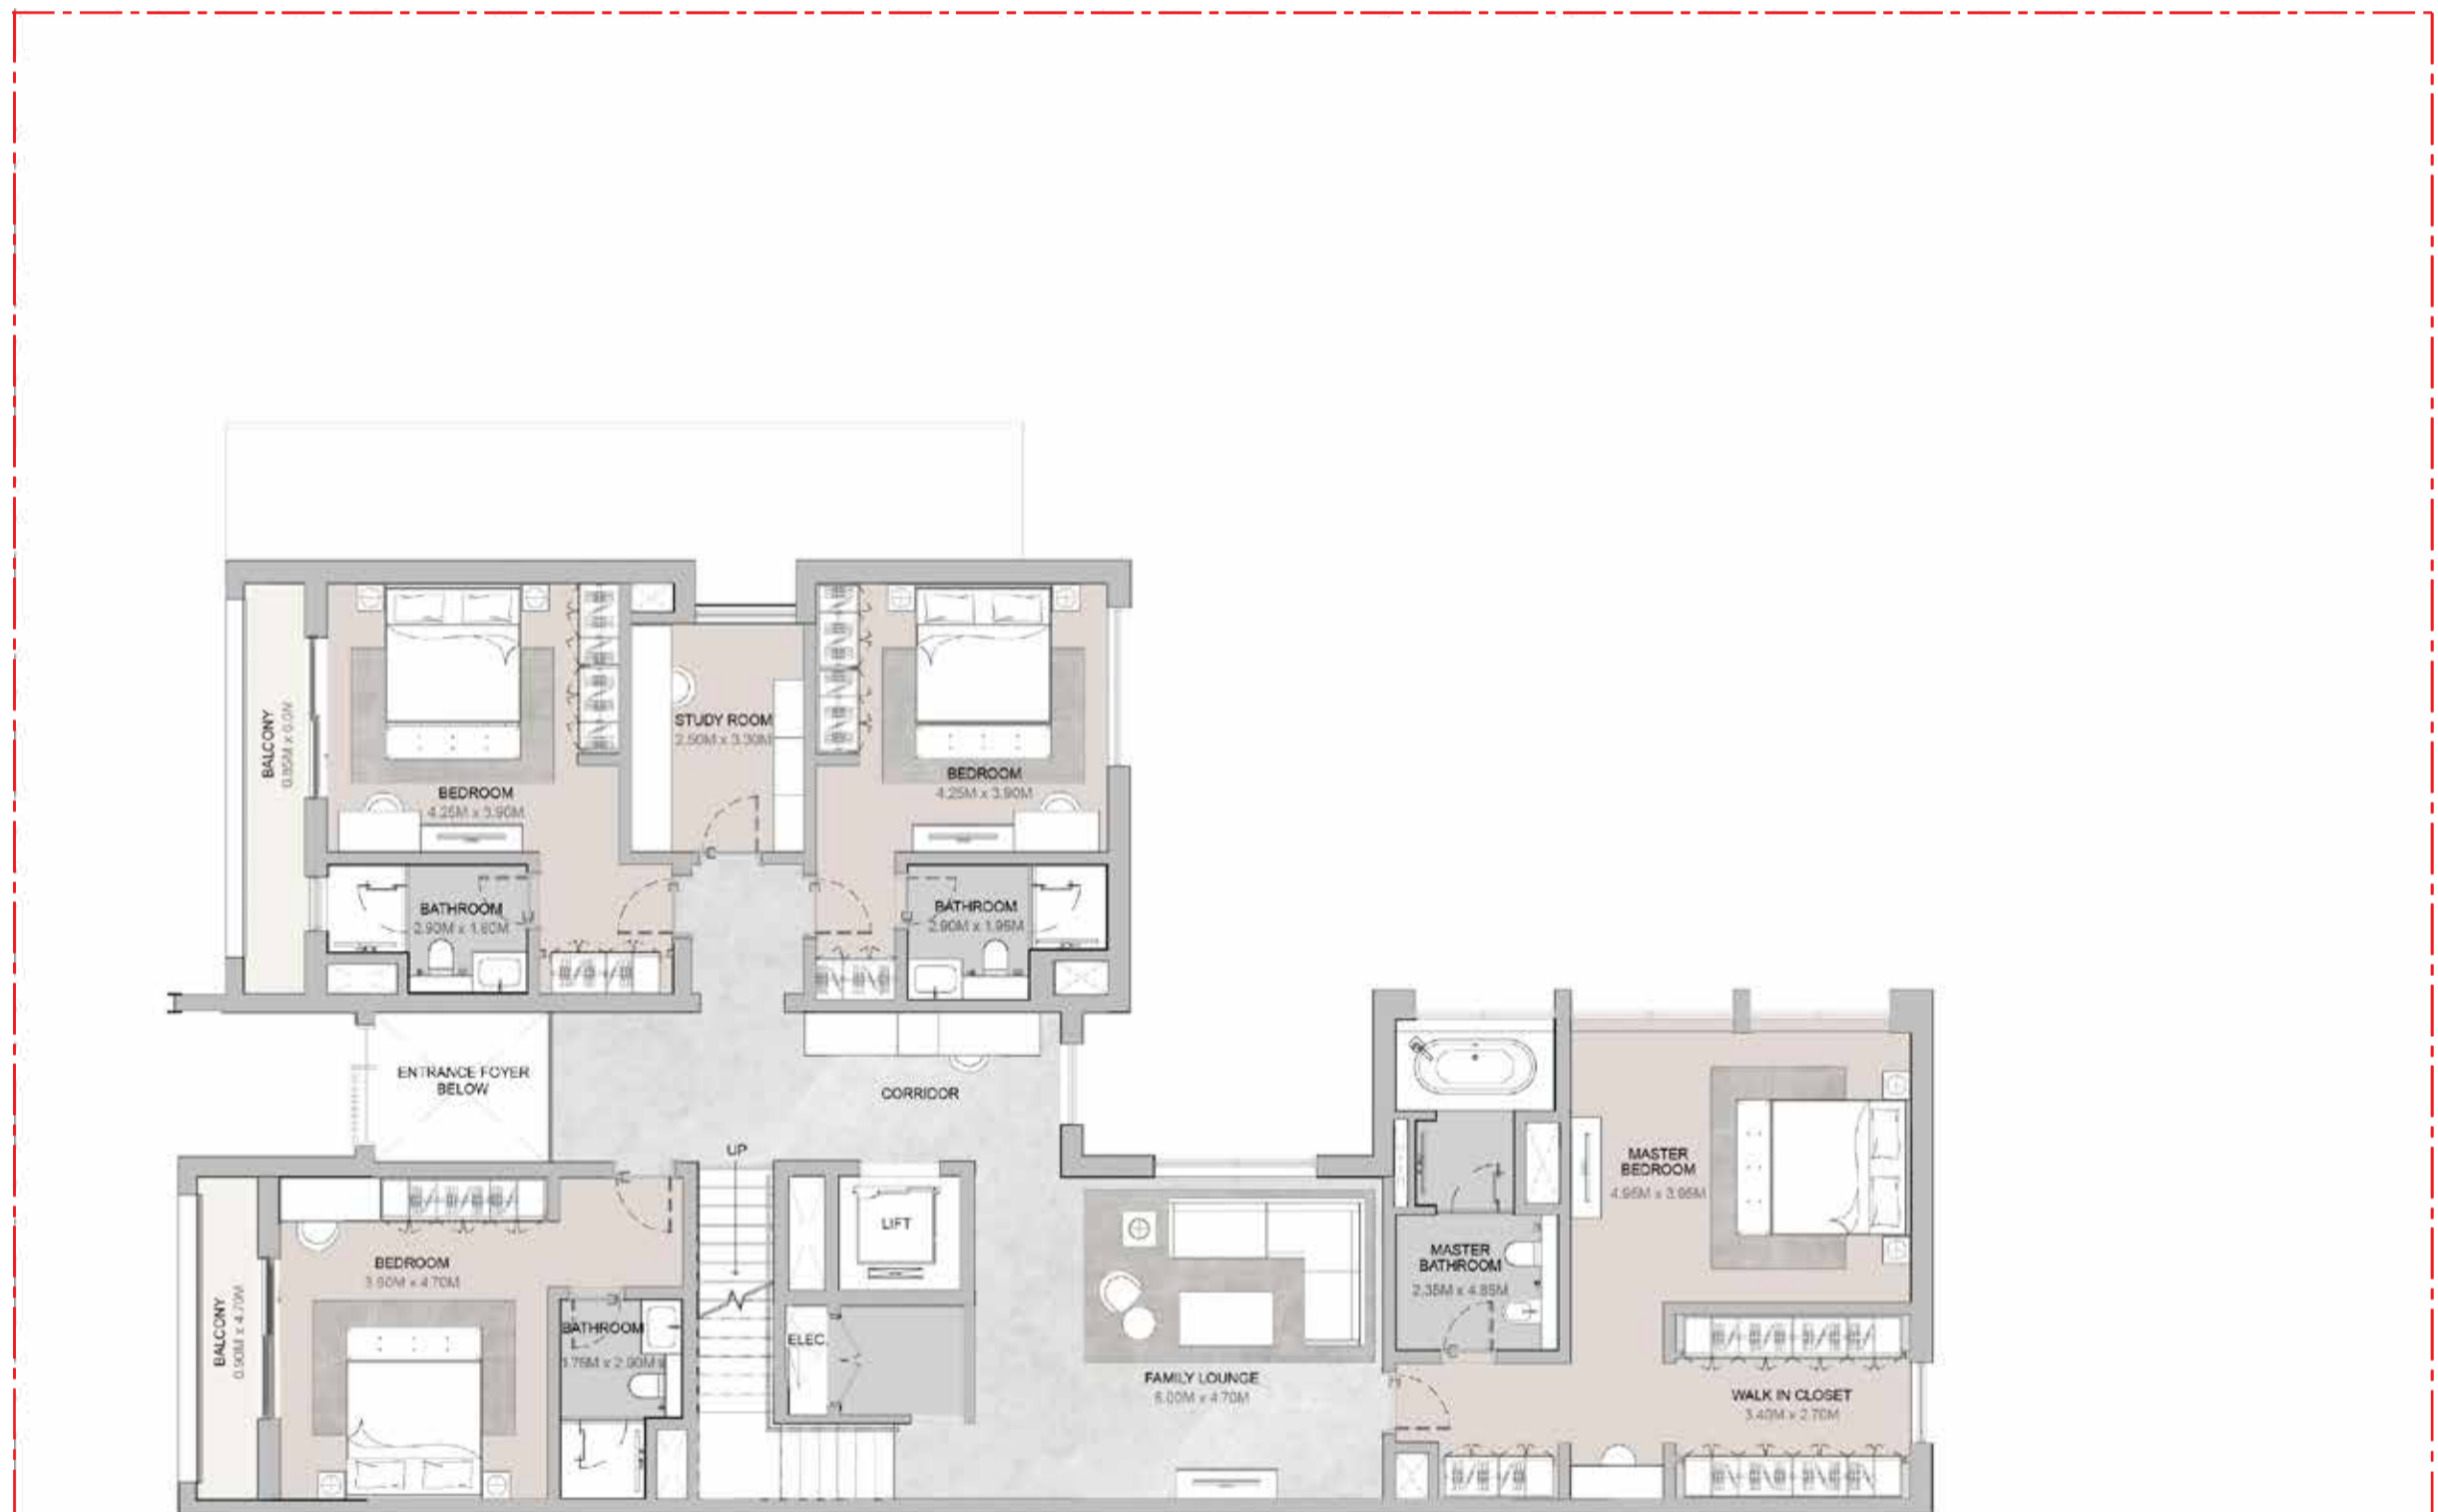 BALCONY
0.85M x 0.0M
BEDROOM
4.25M x 3.90M
STUDY ROOM
2.50M x 3.30M
BEDROOM
4.25M x 3.90M
BATHROOM
2.90M x 1.80M
BATHROOM
2.90M x 1.95M
ENTRANCE FOYER
BELOW
CORRIDOR
UP
LIFT
BEDROOM
3.60M x 4.70M
BALCONY
0.90M x 4.70M
BATHROOM
1.75M x 2.90M
ELEC.
FAMILY LOUNGE
6.00M x 4.70M
MASTER
BATHROOM
2.35M x 4.85M
MASTER
BEDROOM
4.95M x 3.95M
WALK IN CLOSET
3.40M x 2.70M